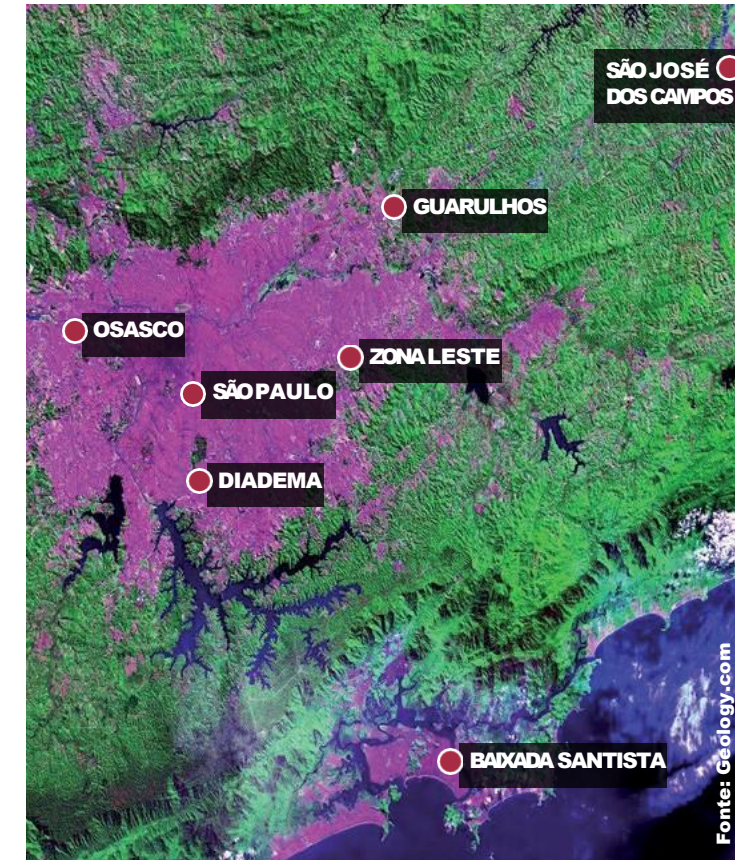 SÃO JOSÉ
DOS CAMPOS
GUARULHOS
OSASCO
ZONA LESTE
SÃO PAULO
DIADEMA
BAIXADA SANTISTA
Fonte: Geology.com